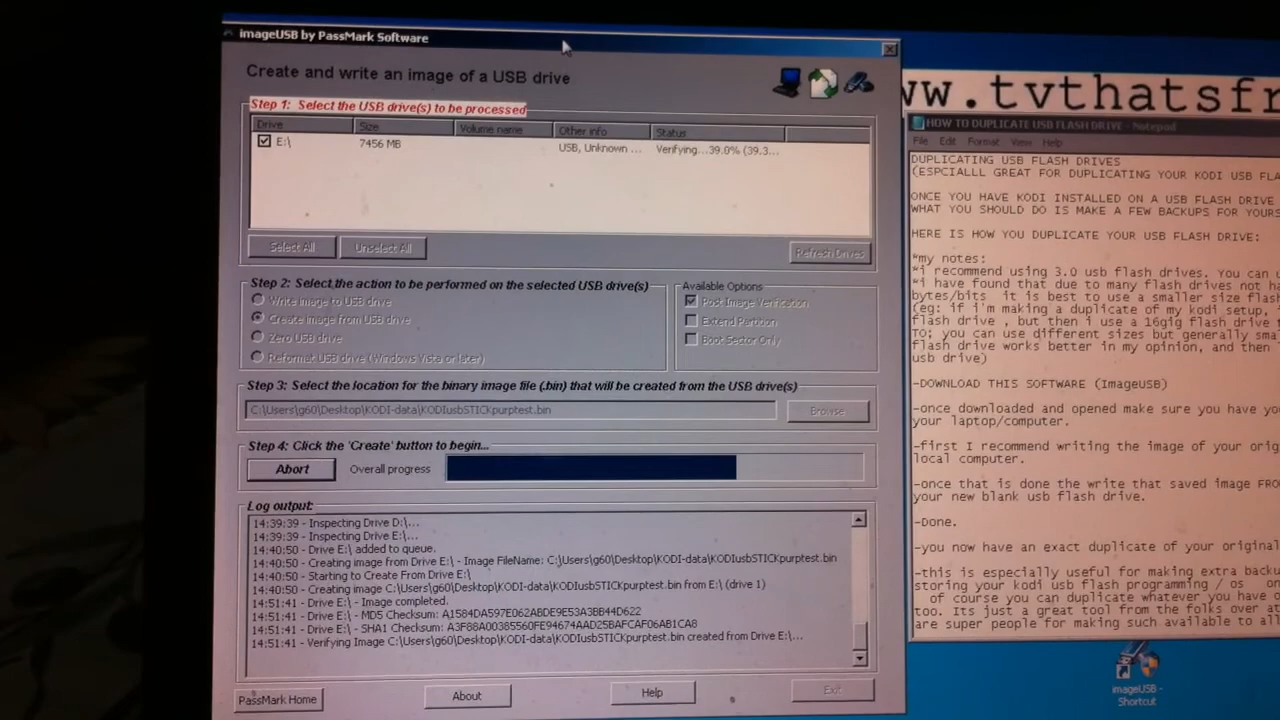 imageUSB by PassMark Software
Create and write an image of a USB drive
Step 1: Select the USB drive(s) to be processed
Drive Size Volume name Other info Status
E:\ 7456 MB USB, Unknown ... Verifying...39.0% (39.3...
Select All Unselect All Refresh Drives
Step 2: Select the action to be performed on the selected USB drive(s)
Write image to USB drive
Create image from USB drive
Zero USB drive
Reformat USB drive (Windows Vista or later)
Available Options
Post Image Verification
Extend Partition
Boot Sector Only
Step 3: Select the location for the binary image file (.bin) that will be created from the USB drive(s)
C:\Users\g60\Desktop\KODI-data\KODIusbSTICKpurptest.bin
Browse
Step 4: Click the 'Create' button to begin...
Abort Overall progress
Log output:
14:39:39 - Inspecting Drive D:\...
14:39:39 - Inspecting Drive E:\...
14:40:50 - Drive E:\ added to queue.
14:40:50 - Creating image from E:\ - Image FileName: C:\Users\g60\Desktop\KODI-data\KODIusbSTICKpurptest.bin
14:40:50 - Starting to Create From Drive E:\
14:40:50 - Creating image C:\Users\g60\Desktop\KODI-data\KODIusbSTICKpurptest.bin from E:\ (drive 1)
14:51:41 - Drive E:\ - Image completed.
14:51:41 - Drive E:\ - MD5 Checksum: A1584DA597E062ABDE9E53A3BB44D622
14:51:41 - Drive E:\ - SHA1 Checksum: A3F88A00385560FE94674AAD25BAFCAF06AB1CA8
14:51:41 - Verifying Image C:\Users\g60\Desktop\KODI-data\KODIusbSTICKpurptest.bin created from Drive E:\...
PassMark Home About Help Exit
ww.tvthatsfr
HOW TO DUPLICATE USB FLASH DRIVE - Notepad
File Edit Format View Help
DUPLICATING USB FLASH DRIVES
(ESPCIALLL GREAT FOR DUPLICATING YOUR KODI USB FLA
ONCE YOU HAVE KODI INSTALLED ON A USB FLASH DRIVE
WHAT YOU SHOULD DO IS MAKE A FEW BACKUPS FOR YOURS
HERE IS HOW YOU DUPLICATE YOUR USB FLASH DRIVE:
*my notes:
*i recommend using 3.0 usb flash drives. You can u
*i have found that due to many flash drives not ha
bytes/bits it is best to use a smaller size flash
(eg: if i'm making a duplicate of my kodi setup, i
flash drive , but then i use a 16gig flash drive
TO; you can use different sizes but generally sma
flash drive works better in my opinion, and then
usb drive)
-DOWNLOAD THIS SOFTWARE (ImageUSB)
-once downloaded and opened make sure you have yo
your laptop/computer.
-first I recommend writing the image of your orig
local computer.
-once that is done the write that saved image FRO
your new blank usb flash drive.
-Done.
-you now have an exact duplicate of your original
-this is especially useful for making extra backu
storing your kodi usb flash programming / os on
of course you can duplicate whatever you have o
too. Its just a great tool from the folks over at
are super people for making such available to all
imageUSB -
Shortcut